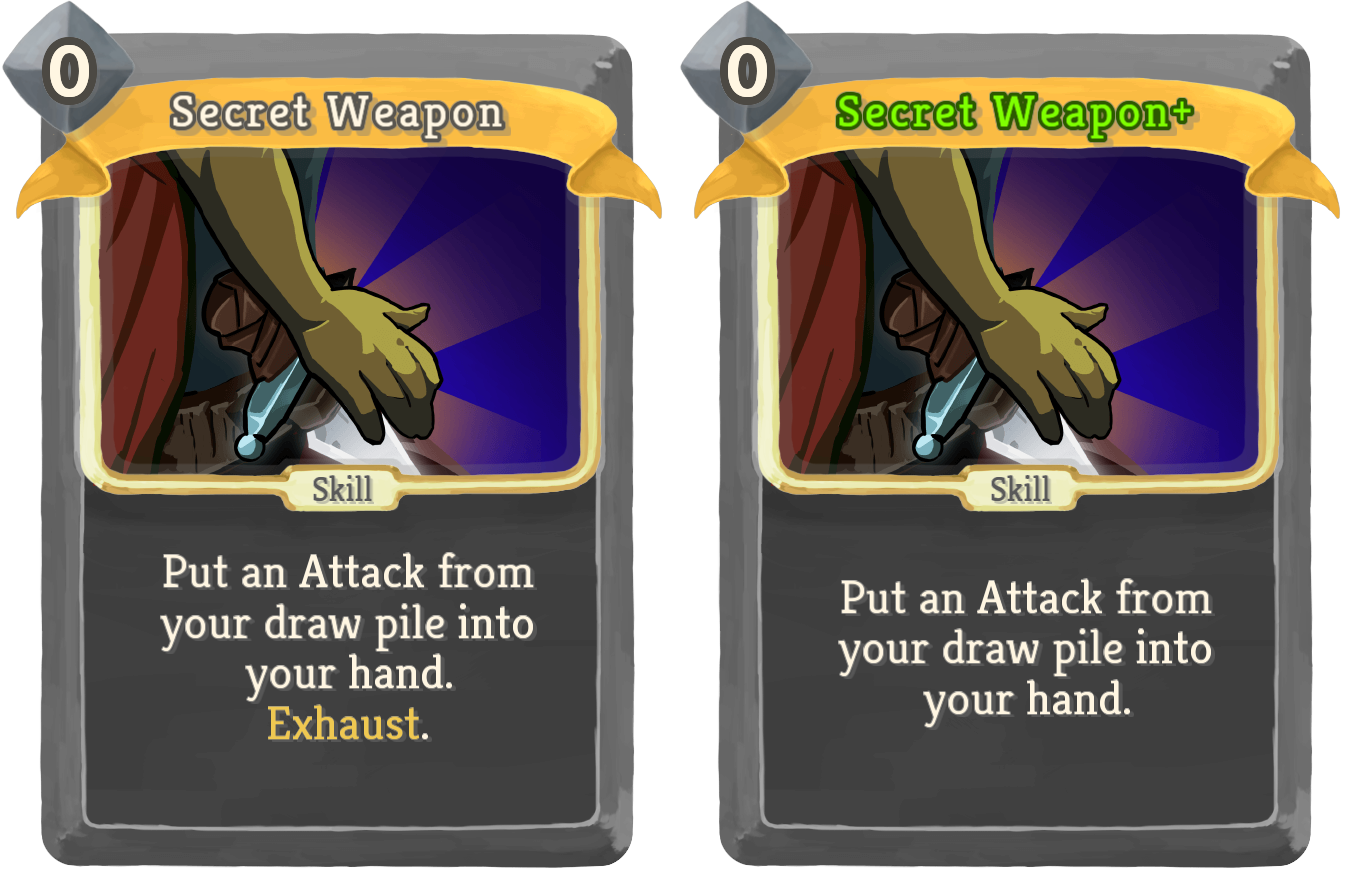 0
Secret Weapon
Skill
Put an Attack from
your draw pile into
your hand.
Exhaust.
0
Secret Weapon+
Skill
Put an Attack from
your draw pile into
your hand.